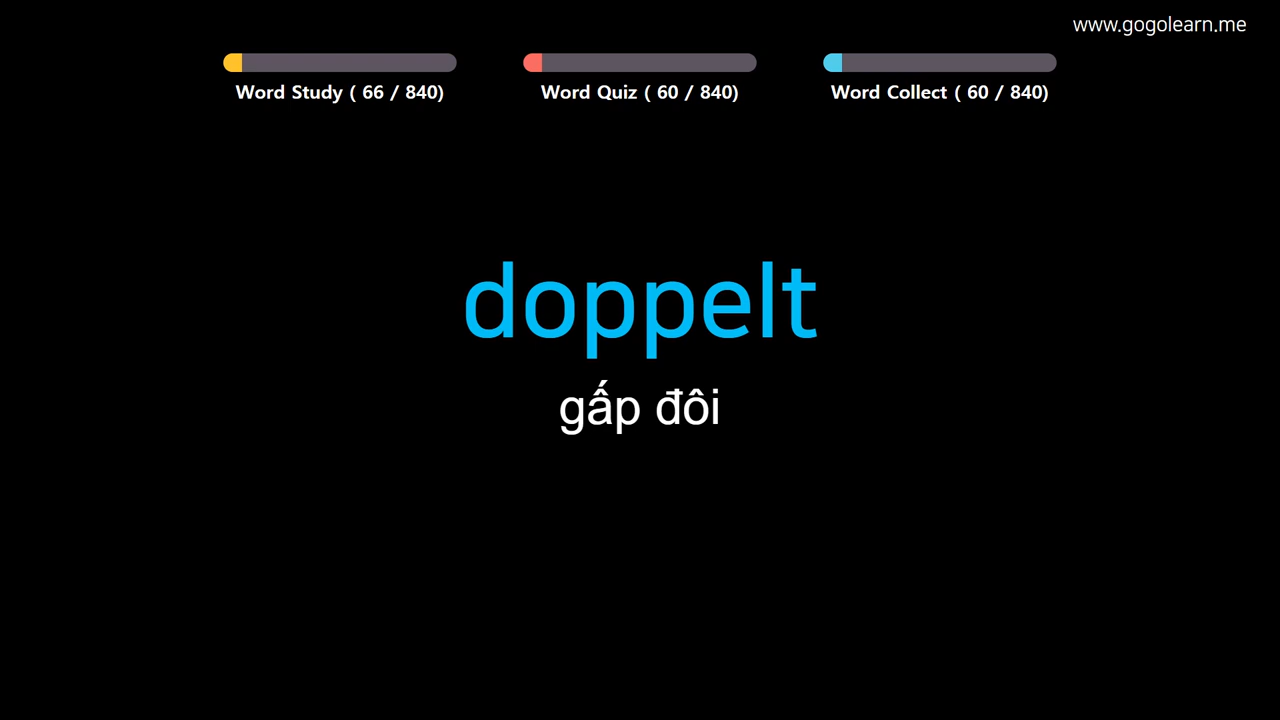 www.gogolearn.me
Word Study ( 66 / 840)
Word Quiz ( 60 / 840)
Word Collect ( 60 / 840)
doppelt
gấp đôi